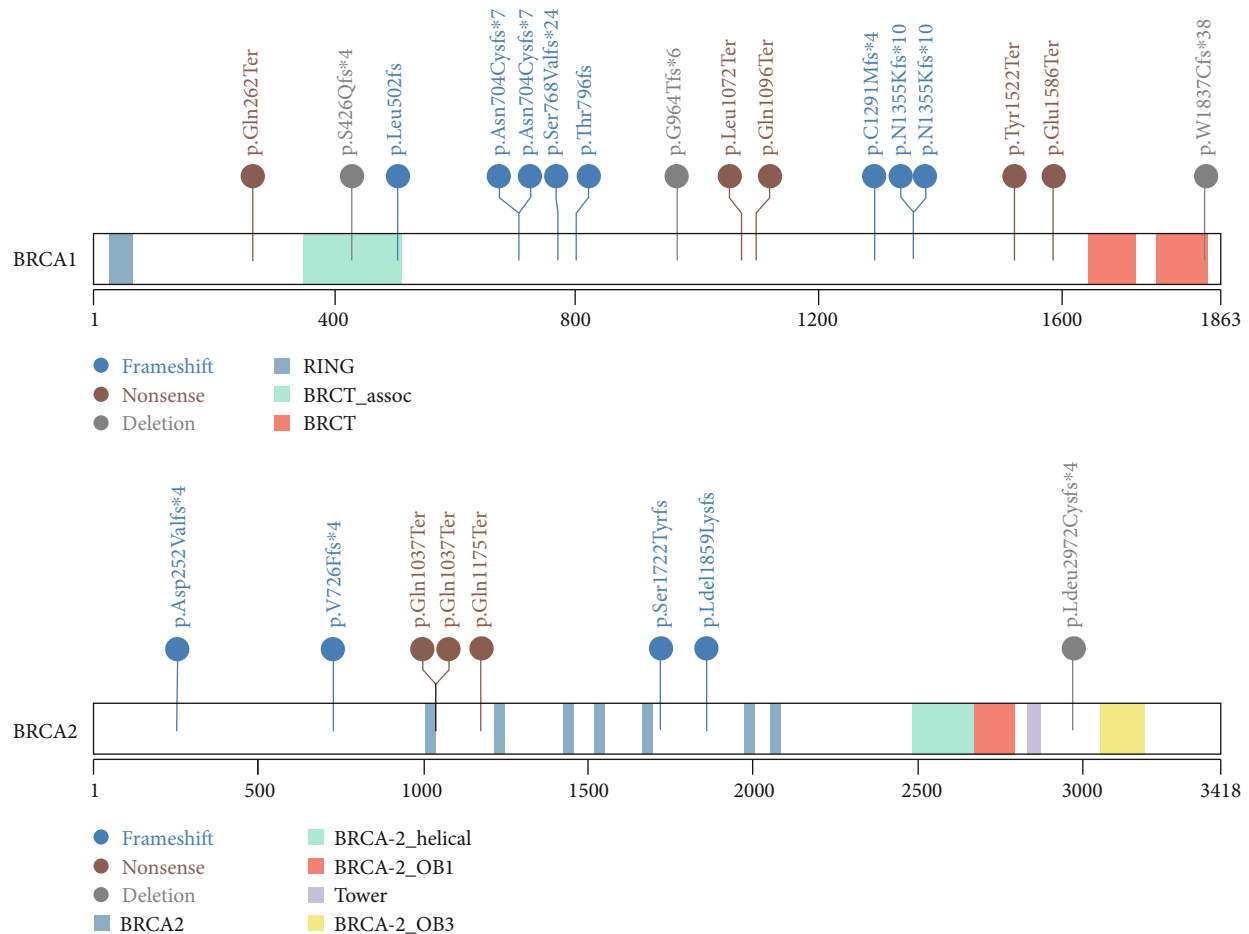 p.Gln262Ter
p.S426Qfs*4
p.Leu502fs
p.Asn704Cysfs*7
p.Asn704Cysfs*7
p.Ser768Valfs*24
p.Thr796fs
p.G964Tfs*6
p.Leu1072Ter
p.Gln1096Ter
p.C1291Mfs*4
p.N1355Kfs*10
p.N1355Kfs*10
p.Tyr1522Ter
p.Glu1586Ter
p.W1837Cfs*38
BRCA1
1 400 800 1200 1600 1863
Frameshift RING
Nonsense BRCT_assoc
Deletion BRCT
p.Asp252Valfs*4
p.V726Ffs*4
p.Gln1037Ter
p.Gln1037Ter
p.Gln1175Ter
p.Ser1722Tyrfs
p.Ldel1859Lysfs
p.Ldeu2972Cysfs*4
BRCA2
1 500 1000 1500 2000 2500 3000 3418
Frameshift BRCA-2_helical
Nonsense BRCA-2_OB1
Deletion Tower
BRCA2 BRCA-2_OB3